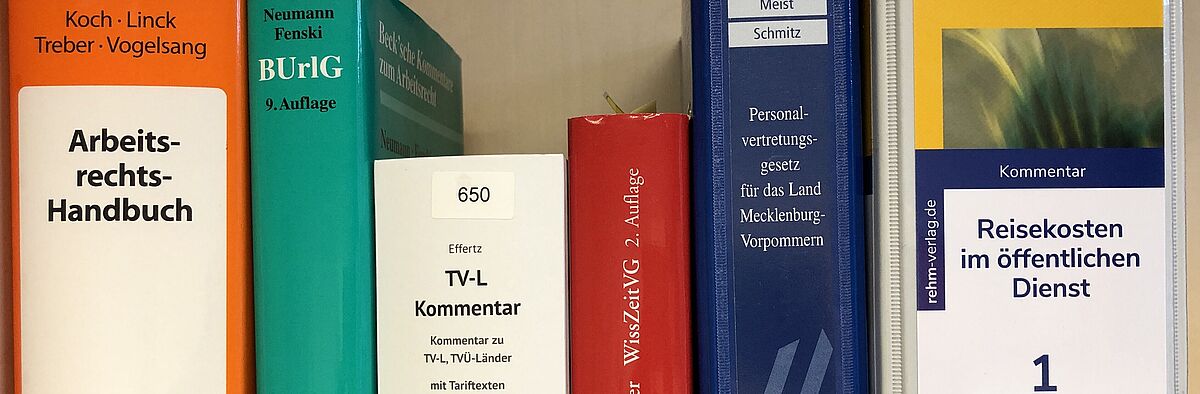 Koch · Linck
Treber · Vogelsang
Arbeits-
rechts-
Handbuch
Neumann
Fenski
BUrlG
9. Auflage
Beck'sche Kommentare
zum Arbeitsrecht
Neumann
650
Effertz
TV-L
Kommentar
Kommentar zu
TV-L, TVÜ-Länder
mit Tariftexten
WissZeitVG 2. Auflage
Meist
Schmitz
Personal-
vertretungs-
gesetz
für das Land
Mecklenburg-
Vorpommern
Kommentar
rehm-verlag.de
Reisekosten
im öffentlichen
Dienst
1